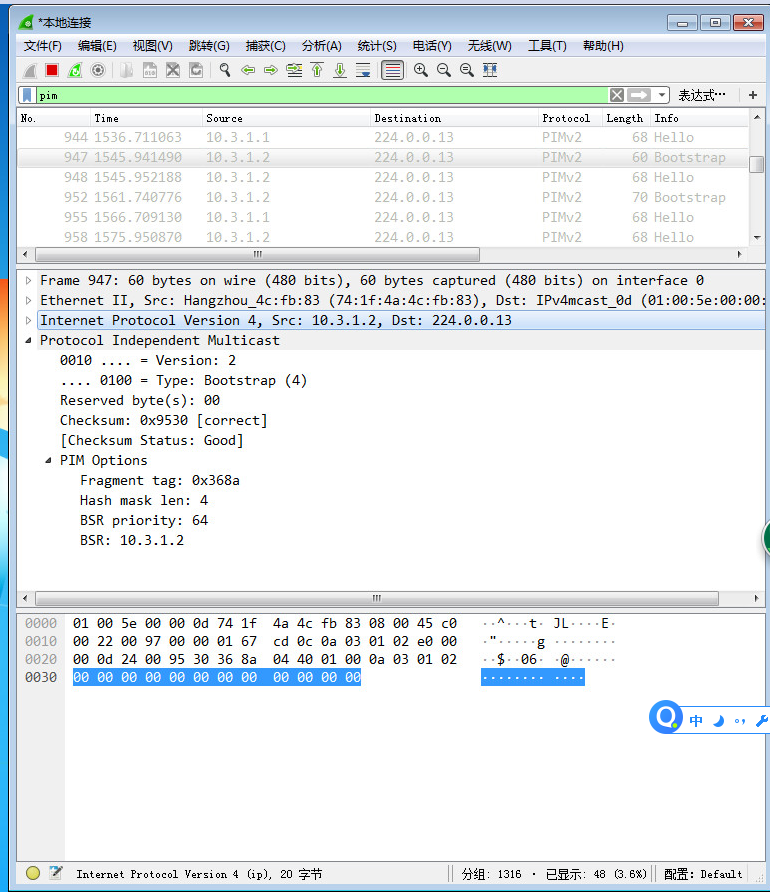 *本地连接
文件(F) 编辑(E) 视图(V) 跳转(G) 捕获(C) 分析(A) 统计(S) 电话(Y) 无线(W) 工具(T) 帮助(H)
pim 表达式… +
No. Time Source Destination Protocol Length Info
944 1536.711063 10.3.1.1 224.0.0.13 PIMv2 68 Hello
947 1545.941490 10.3.1.2 224.0.0.13 PIMv2 60 Bootstrap
948 1545.952188 10.3.1.2 224.0.0.13 PIMv2 68 Hello
952 1561.740776 10.3.1.2 224.0.0.13 PIMv2 70 Bootstrap
955 1566.709130 10.3.1.1 224.0.0.13 PIMv2 68 Hello
958 1575.950870 10.3.1.2 224.0.0.13 PIMv2 68 Hello
Frame 947: 60 bytes on wire (480 bits), 60 bytes captured (480 bits) on interface 0
Ethernet II, Src: Hangzhou_4c:fb:83 (74:1f:4a:4c:fb:83), Dst: IPv4mcast_0d (01:00:5e:00:00:
Internet Protocol Version 4, Src: 10.3.1.2, Dst: 224.0.0.13
Protocol Independent Multicast
0010 .... = Version: 2
.... 0100 = Type: Bootstrap (4)
Reserved byte(s): 00
Checksum: 0x9530 [correct]
[Checksum Status: Good]
PIM Options
Fragment tag: 0x368a
Hash mask len: 4
BSR priority: 64
BSR: 10.3.1.2
0000 01 00 5e 00 00 0d 74 1f 4a 4c fb 83 08 00 45 c0 ··^···t· JL····E·
0010 00 22 00 97 00 00 01 67 cd 0c 0a 03 01 02 e0 00 ·"·····g ········
0020 00 0d 24 00 95 30 36 8a 04 40 01 00 0a 03 01 02 ··$··06· ·@······
0030 00 00 00 00 00 00 00 00 00 00 00 00 ········ ····
中
Internet Protocol Version 4 (ip), 20 字节 分组: 1316 · 已显示: 48 (3.6%) 配置: Default